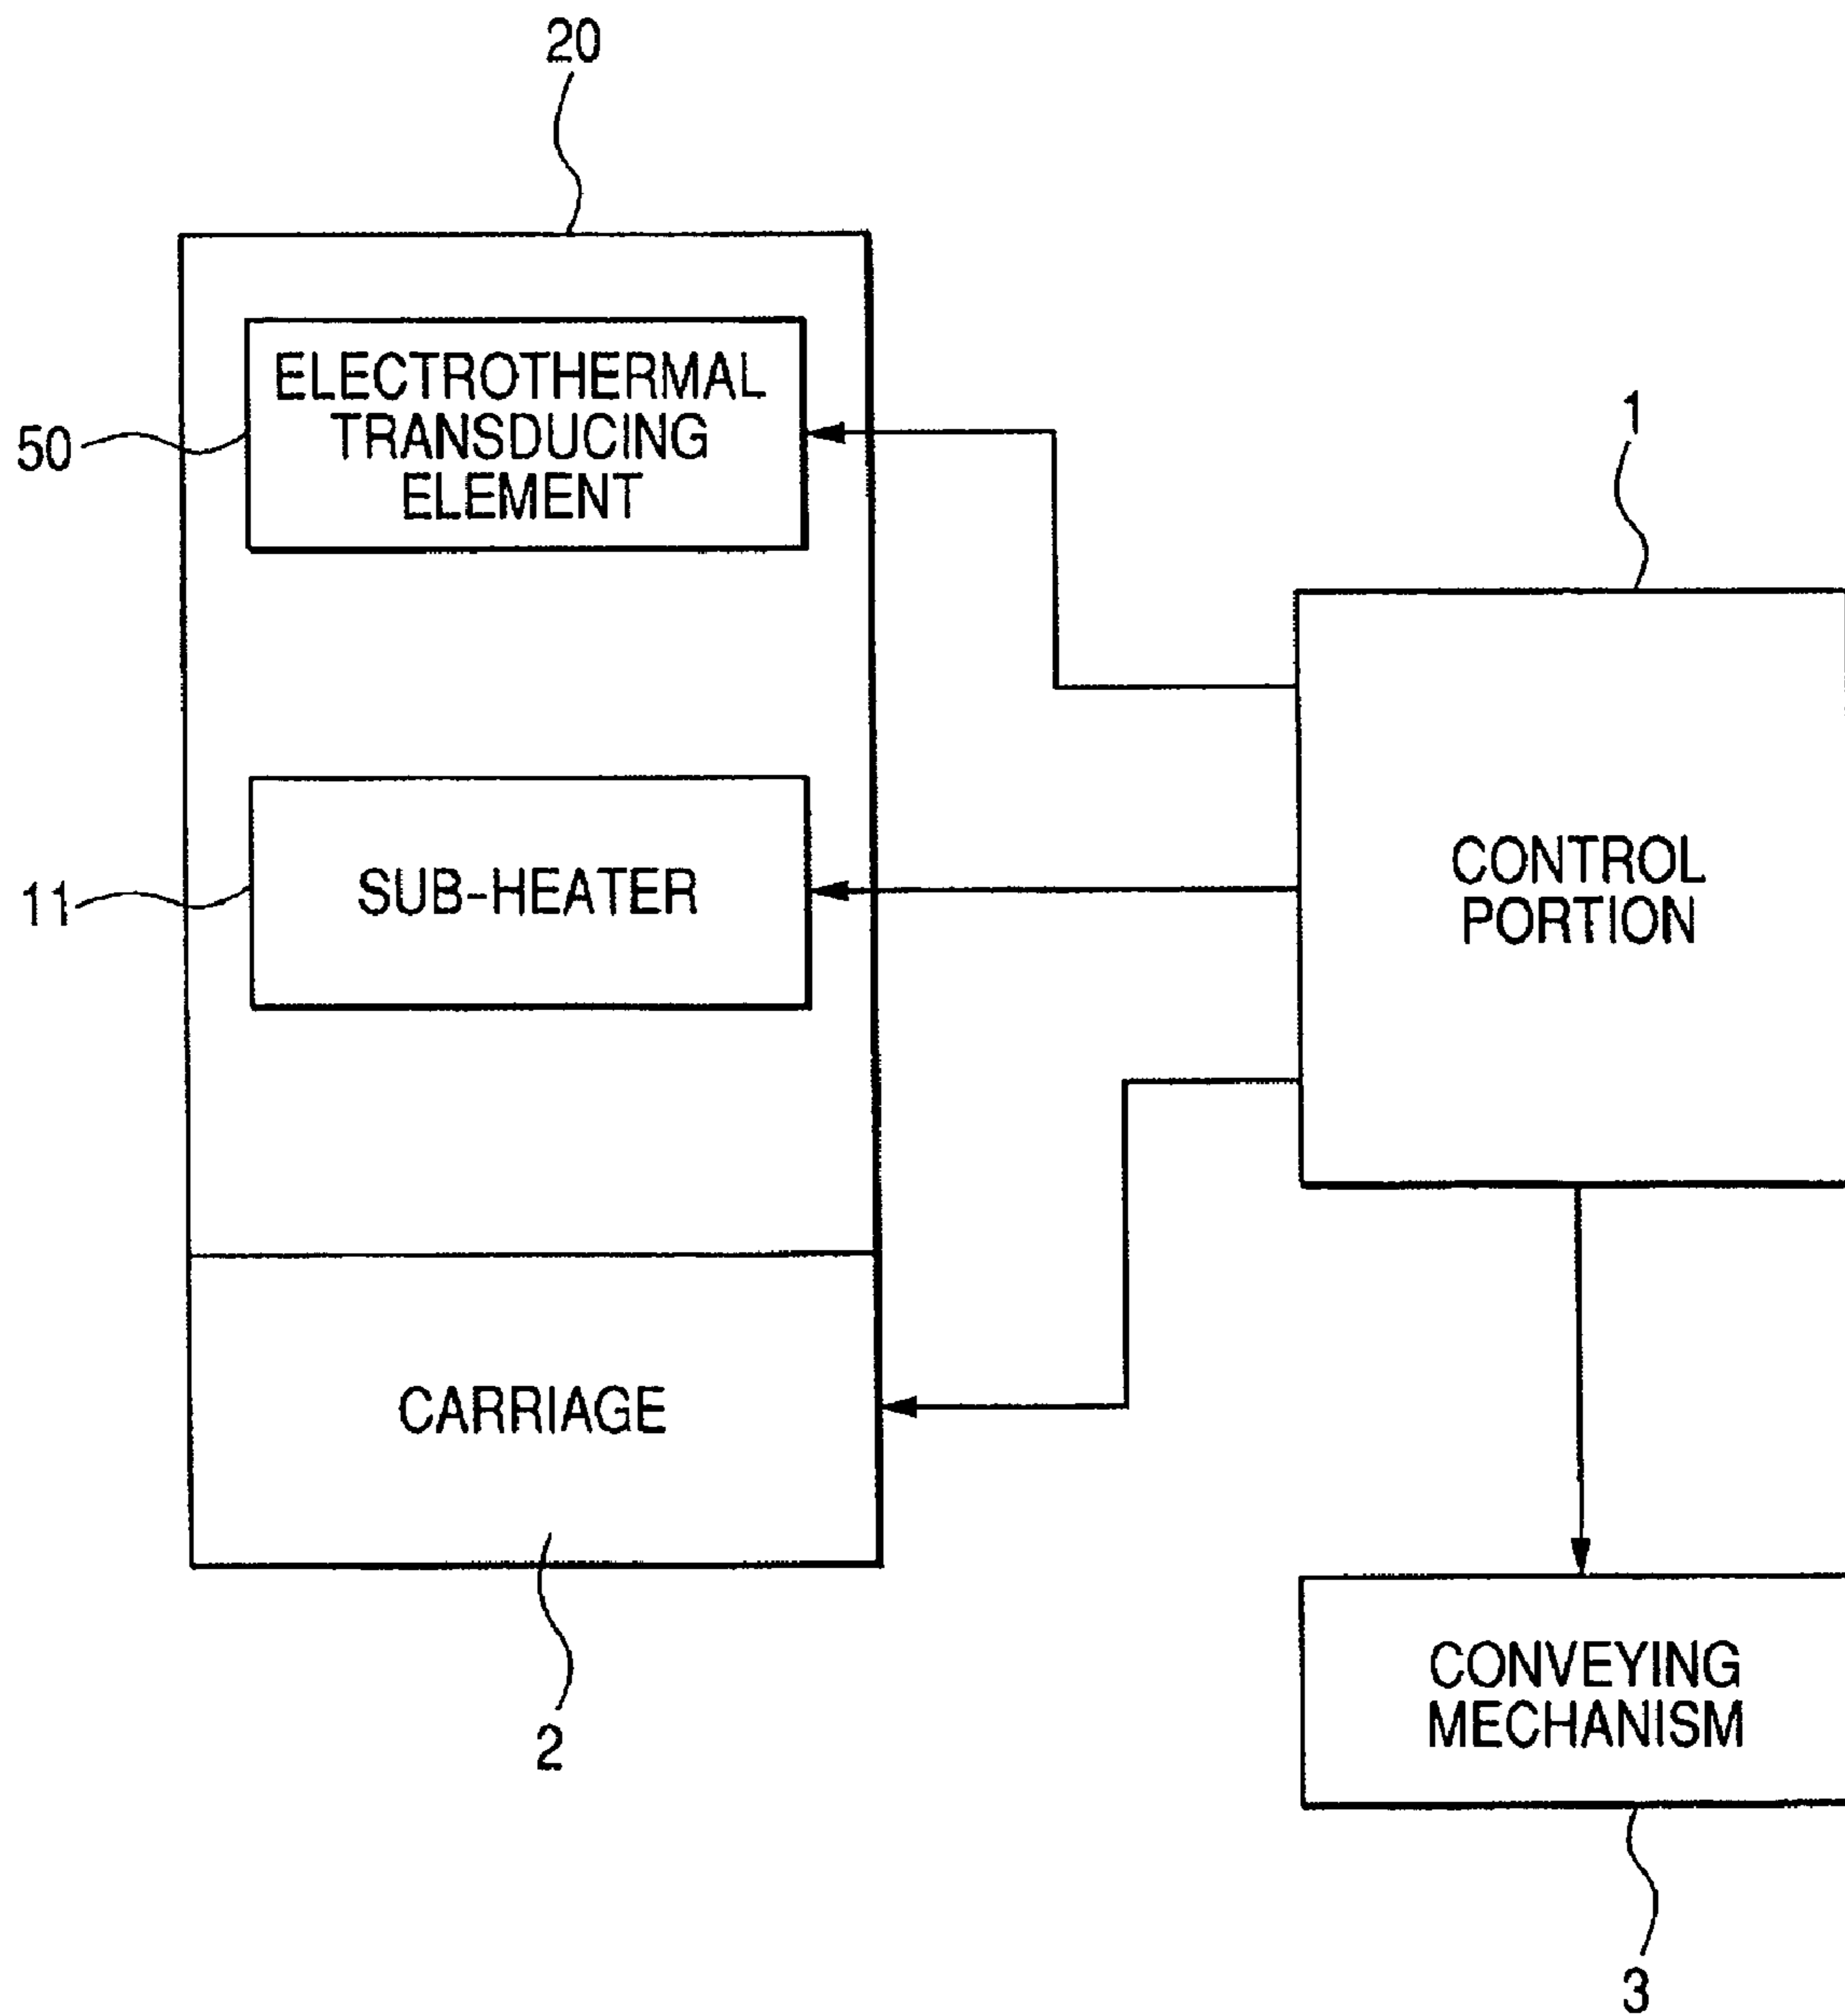 20
ELECTROTHERMAL
TRANSDUCING
ELEMENT
50
1
CONTROL
PORTION
SUB-HEATER
11
CARRIAGE
2
CONVEYING
MECHANISM
3